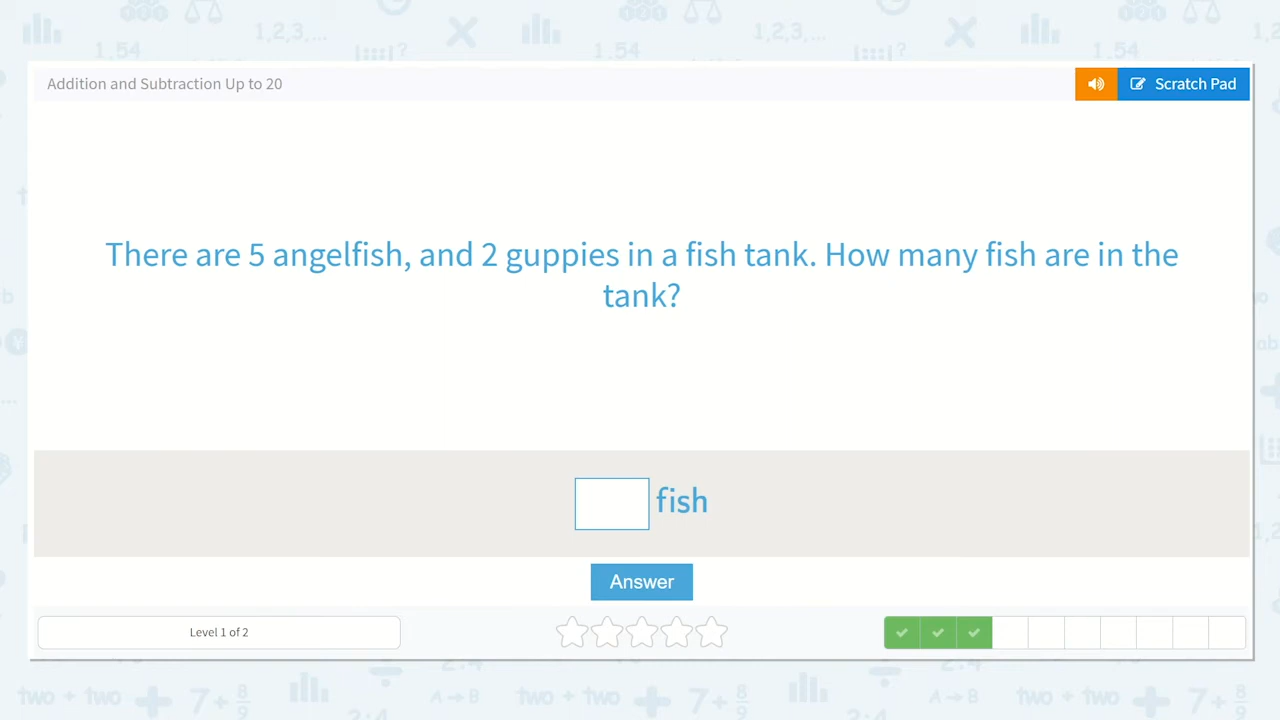 Addition and Subtraction Up to 20
Scratch Pad
There are 5 angelfish, and 2 guppies in a fish tank. How many fish are in the
tank?
fish
Answer
Level 1 of 2